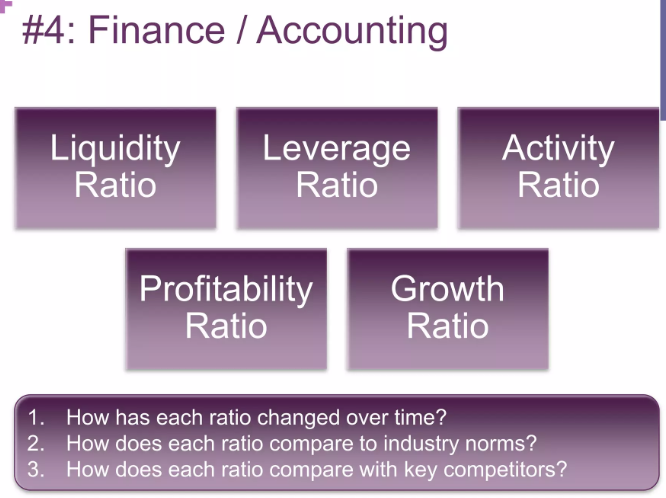 #4: Finance / Accounting
Liquidity
Ratio
Leverage
Ratio
Activity
Ratio
Profitability
Ratio
Growth
Ratio
1. How has each ratio changed over time?
2. How does each ratio compare to industry norms?
3. How does each ratio compare with key competitors?